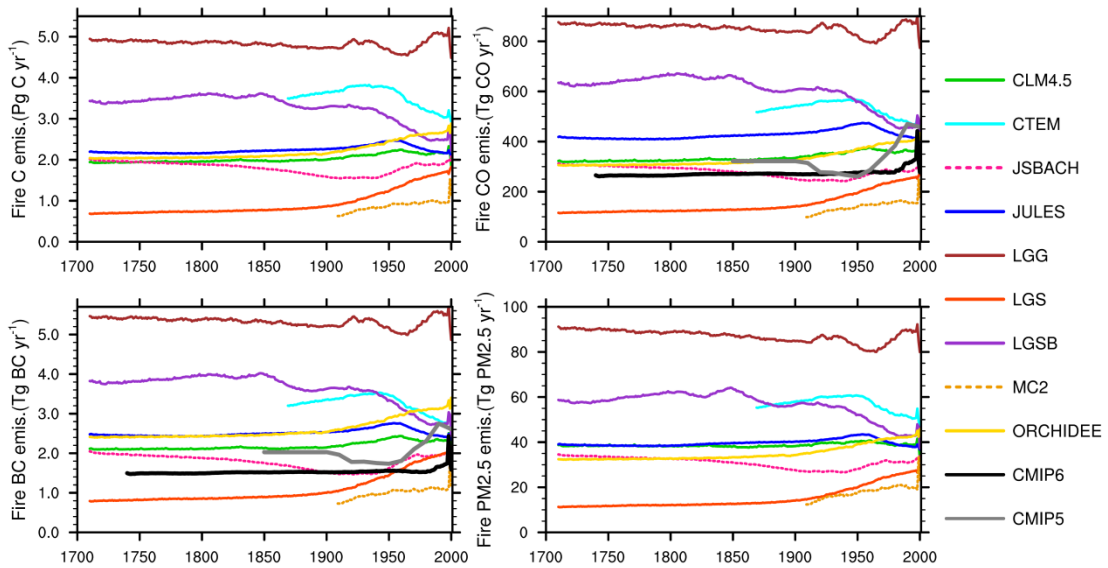 Fire C emis.(Pg C yr-1)
5.0
4.0
3.0
2.0
1.0
0.0
1700 1750 1800 1850 1900 1950 2000
Fire CO emis.(Tg CO yr-1)
800
600
400
200
0
1700 1750 1800 1850 1900 1950 2000
Fire BC emis.(Tg BC yr-1)
5.0
4.0
3.0
2.0
1.0
0.0
1700 1750 1800 1850 1900 1950 2000
Fire PM2.5 emis.(Tg PM2.5 yr-1)
100
80
60
40
20
0
1700 1750 1800 1850 1900 1950 2000
CLM4.5
CTEM
JSBACH
JULES
LGG
LGS
LGSB
MC2
ORCHIDEE
CMIP6
CMIP5